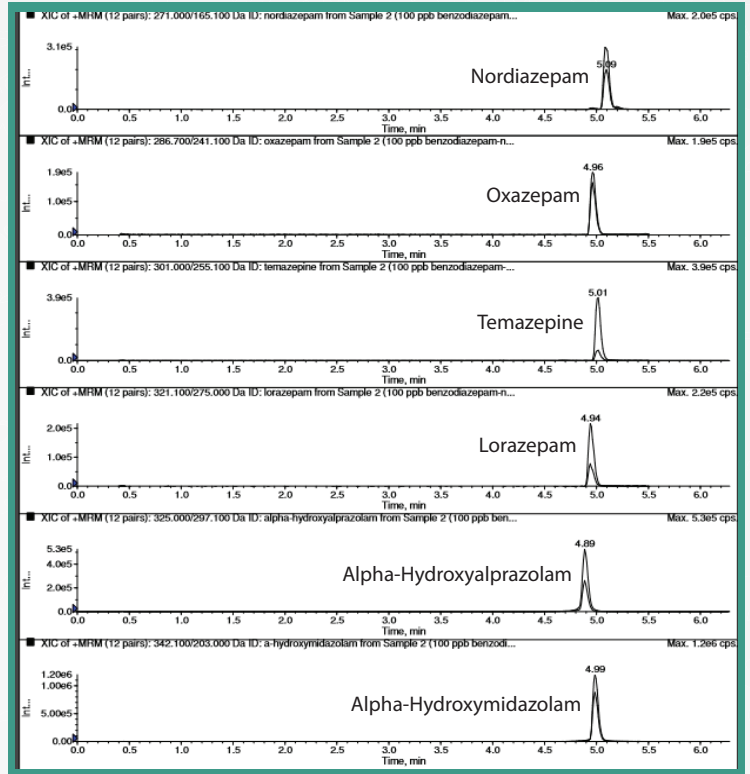 XIC of +MRM (12 pairs): 271.000/165.100 Da ID: nordiazepam from Sample 2 (100 ppb benzodiazepam... Max. 2.0e5 cps.
3.1e5
Nordiazepam
5.09
Int...
0.0
0.0 0.5 1.0 1.5 2.0 2.5 3.0 3.5 4.0 4.5 5.0 5.5 6.0
Time, min
XIC of +MRM (12 pairs): 286.700/241.100 Da ID: oxazepam from Sample 2 (100 ppb benzodiazepam-n... Max. 1.9e5 cps.
4.96
1.9e5
Oxazepam
1.0e5
Int...
0.0
0.0 0.5 1.0 1.5 2.0 2.5 3.0 3.5 4.0 4.5 5.0 5.5 6.0
Time, min
XIC of +MRM (12 pairs): 301.000/255.100 Da ID: temazepine from Sample 2 (100 ppb benzodiazepam-... Max. 3.9e5 cps.
5.01
3.9e5
Temazepine
Int...
0.0
0.0 0.5 1.0 1.5 2.0 2.5 3.0 3.5 4.0 4.5 5.0 5.5 6.0
Time, min
XIC of +MRM (12 pairs): 321.100/275.000 Da ID: lorazepam from Sample 2 (100 ppb benzodiazepam-n... Max. 2.2e5 cps.
4.94
2.0e5
Lorazepam
1.0e5
Int...
0.0
0.0 0.5 1.0 1.5 2.0 2.5 3.0 3.5 4.0 4.5 5.0 5.5 6.0
Time, min
XIC of +MRM (12 pairs): 325.000/297.100 Da ID: alpha-hydroxyalprazolam from Sample 2 (100 ppb ben... Max. 5.3e5 cps.
4.89
5.3e5
4.0e5
Alpha-Hydroxyalprazolam
2.0e5
Int...
0.0
0.0 0.5 1.0 1.5 2.0 2.5 3.0 3.5 4.0 4.5 5.0 5.5 6.0
Time, min
XIC of +MRM (12 pairs): 342.100/203.000 Da ID: a-hydroxymidazolam from Sample 2 (100 ppb benzodi... Max. 1.2e6 cps.
4.99
1.20e6
1.00e6
Alpha-Hydroxymidazolam
5.00e5
Int...
0.00
0.0 0.5 1.0 1.5 2.0 2.5 3.0 3.5 4.0 4.5 5.0 5.5 6.0
Time, min